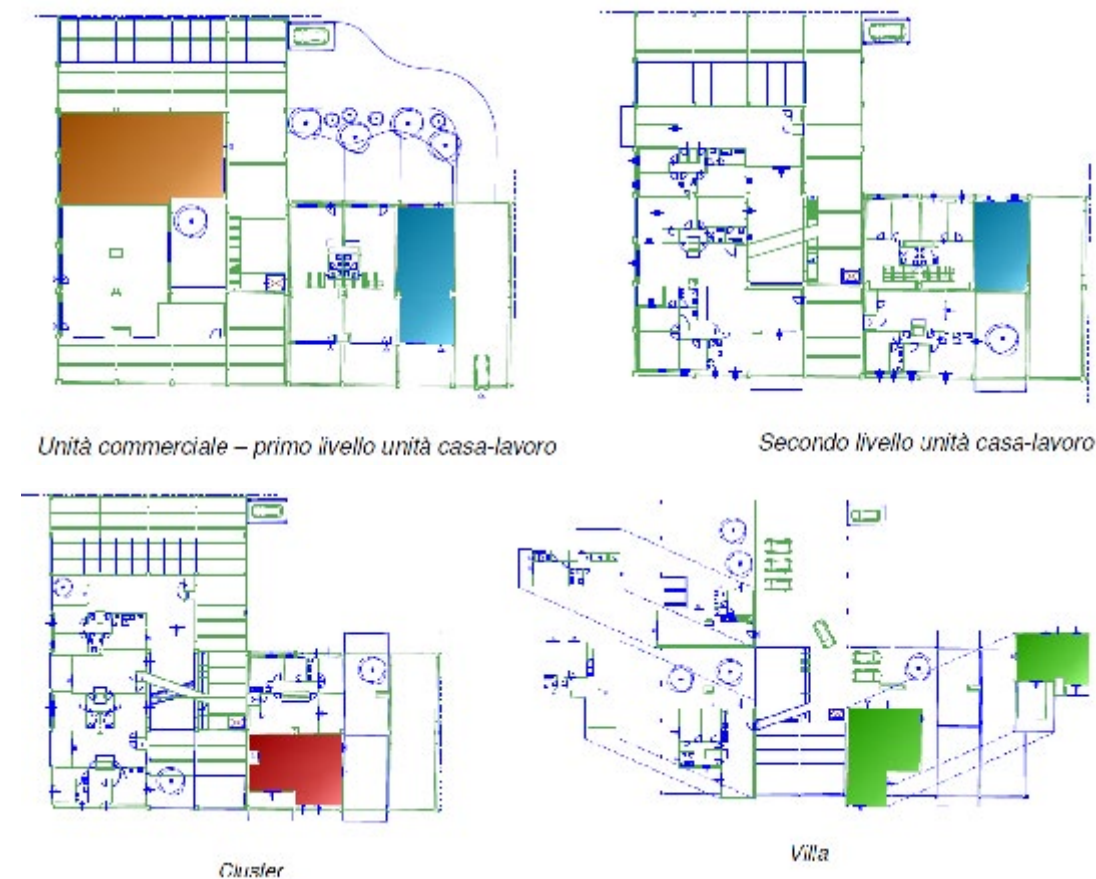 Unità commerciale – primo livello unità casa-lavoro
Secondo livello unità casa-lavoro
Cluster
Villa